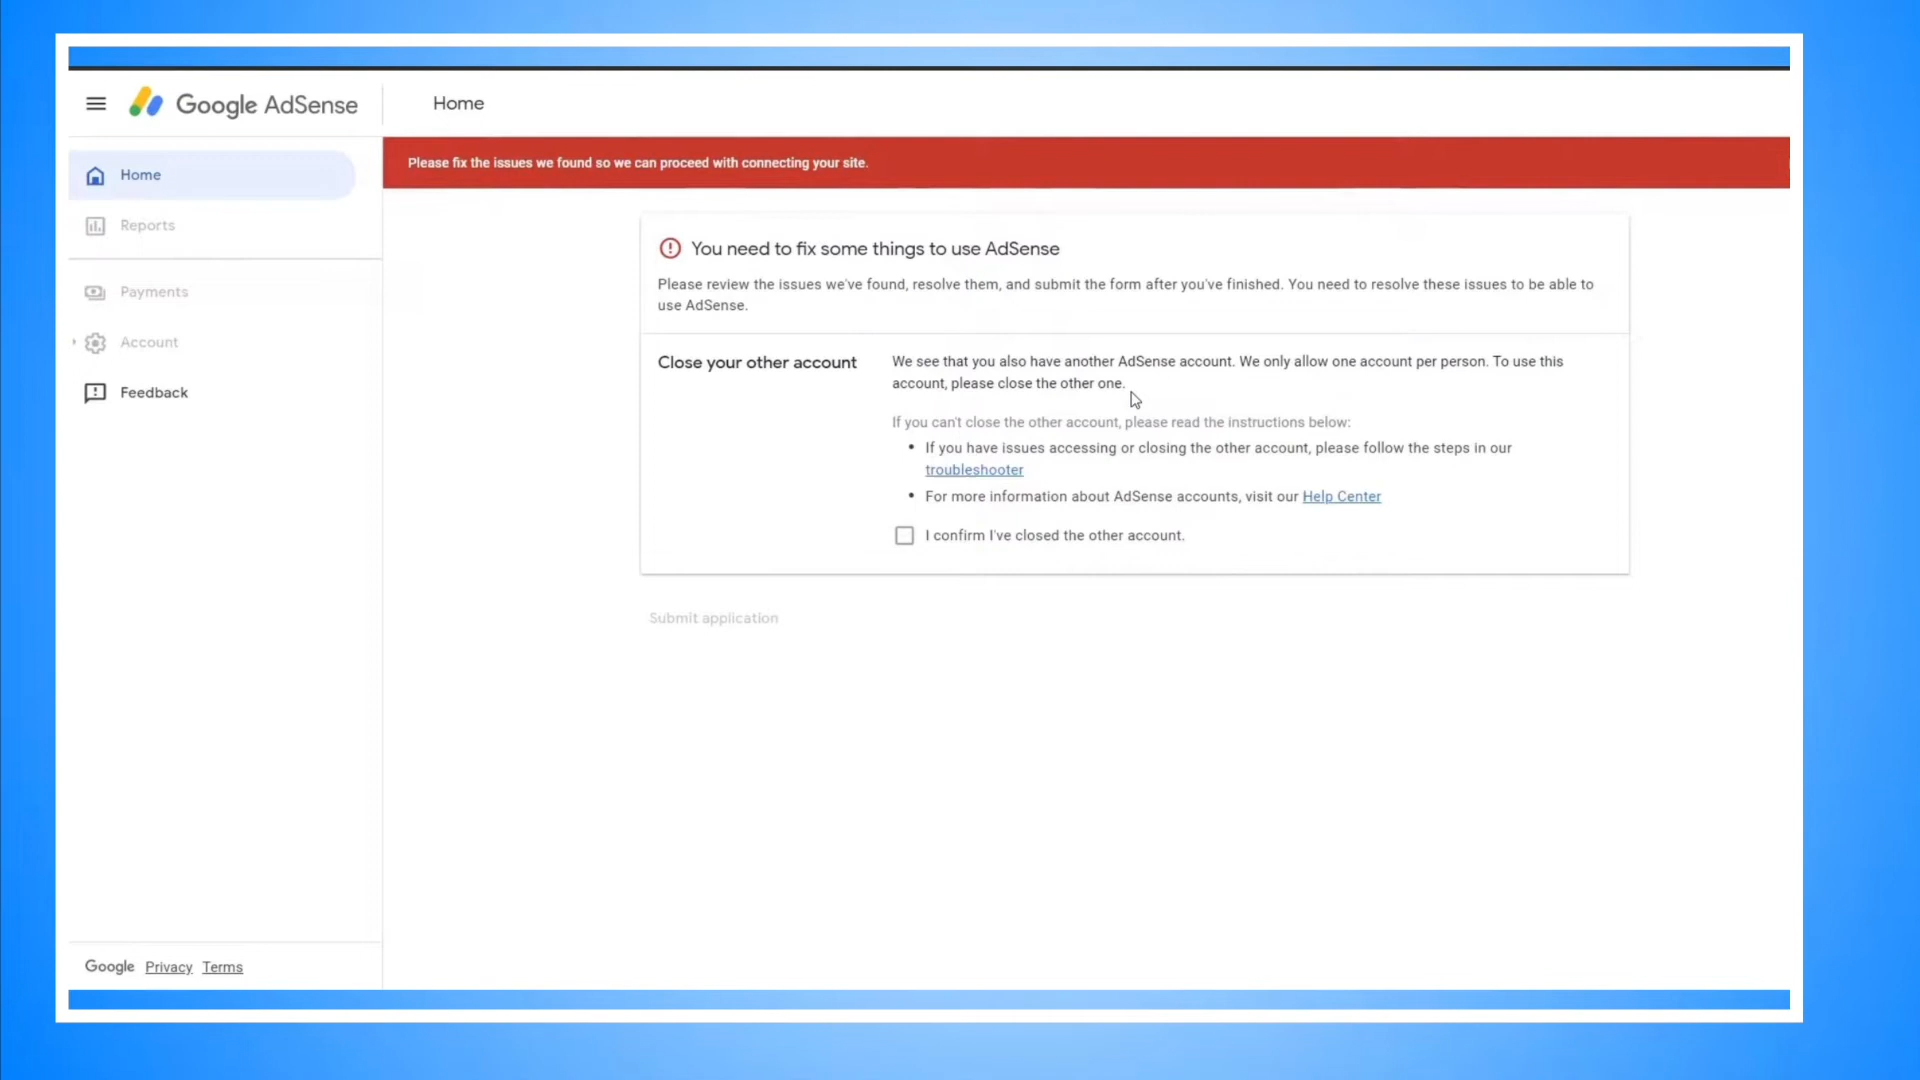 Google AdSense
Home
Home
Reports
Payments
Account
Feedback
Please fix the issues we found so we can proceed with connecting your site.
You need to fix some things to use AdSense
Please review the issues we've found, resolve them, and submit the form after you've finished. You need to resolve these issues to be able to
use AdSense.
Close your other account
We see that you also have another AdSense account. We only allow one account per person. To use this
account, please close the other one.
If you can't close the other account, please read the instructions below:
• If you have issues accessing or closing the other account, please follow the steps in our
troubleshooter
• For more information about AdSense accounts, visit our Help Center
I confirm I've closed the other account.
Submit application
Google Privacy Terms